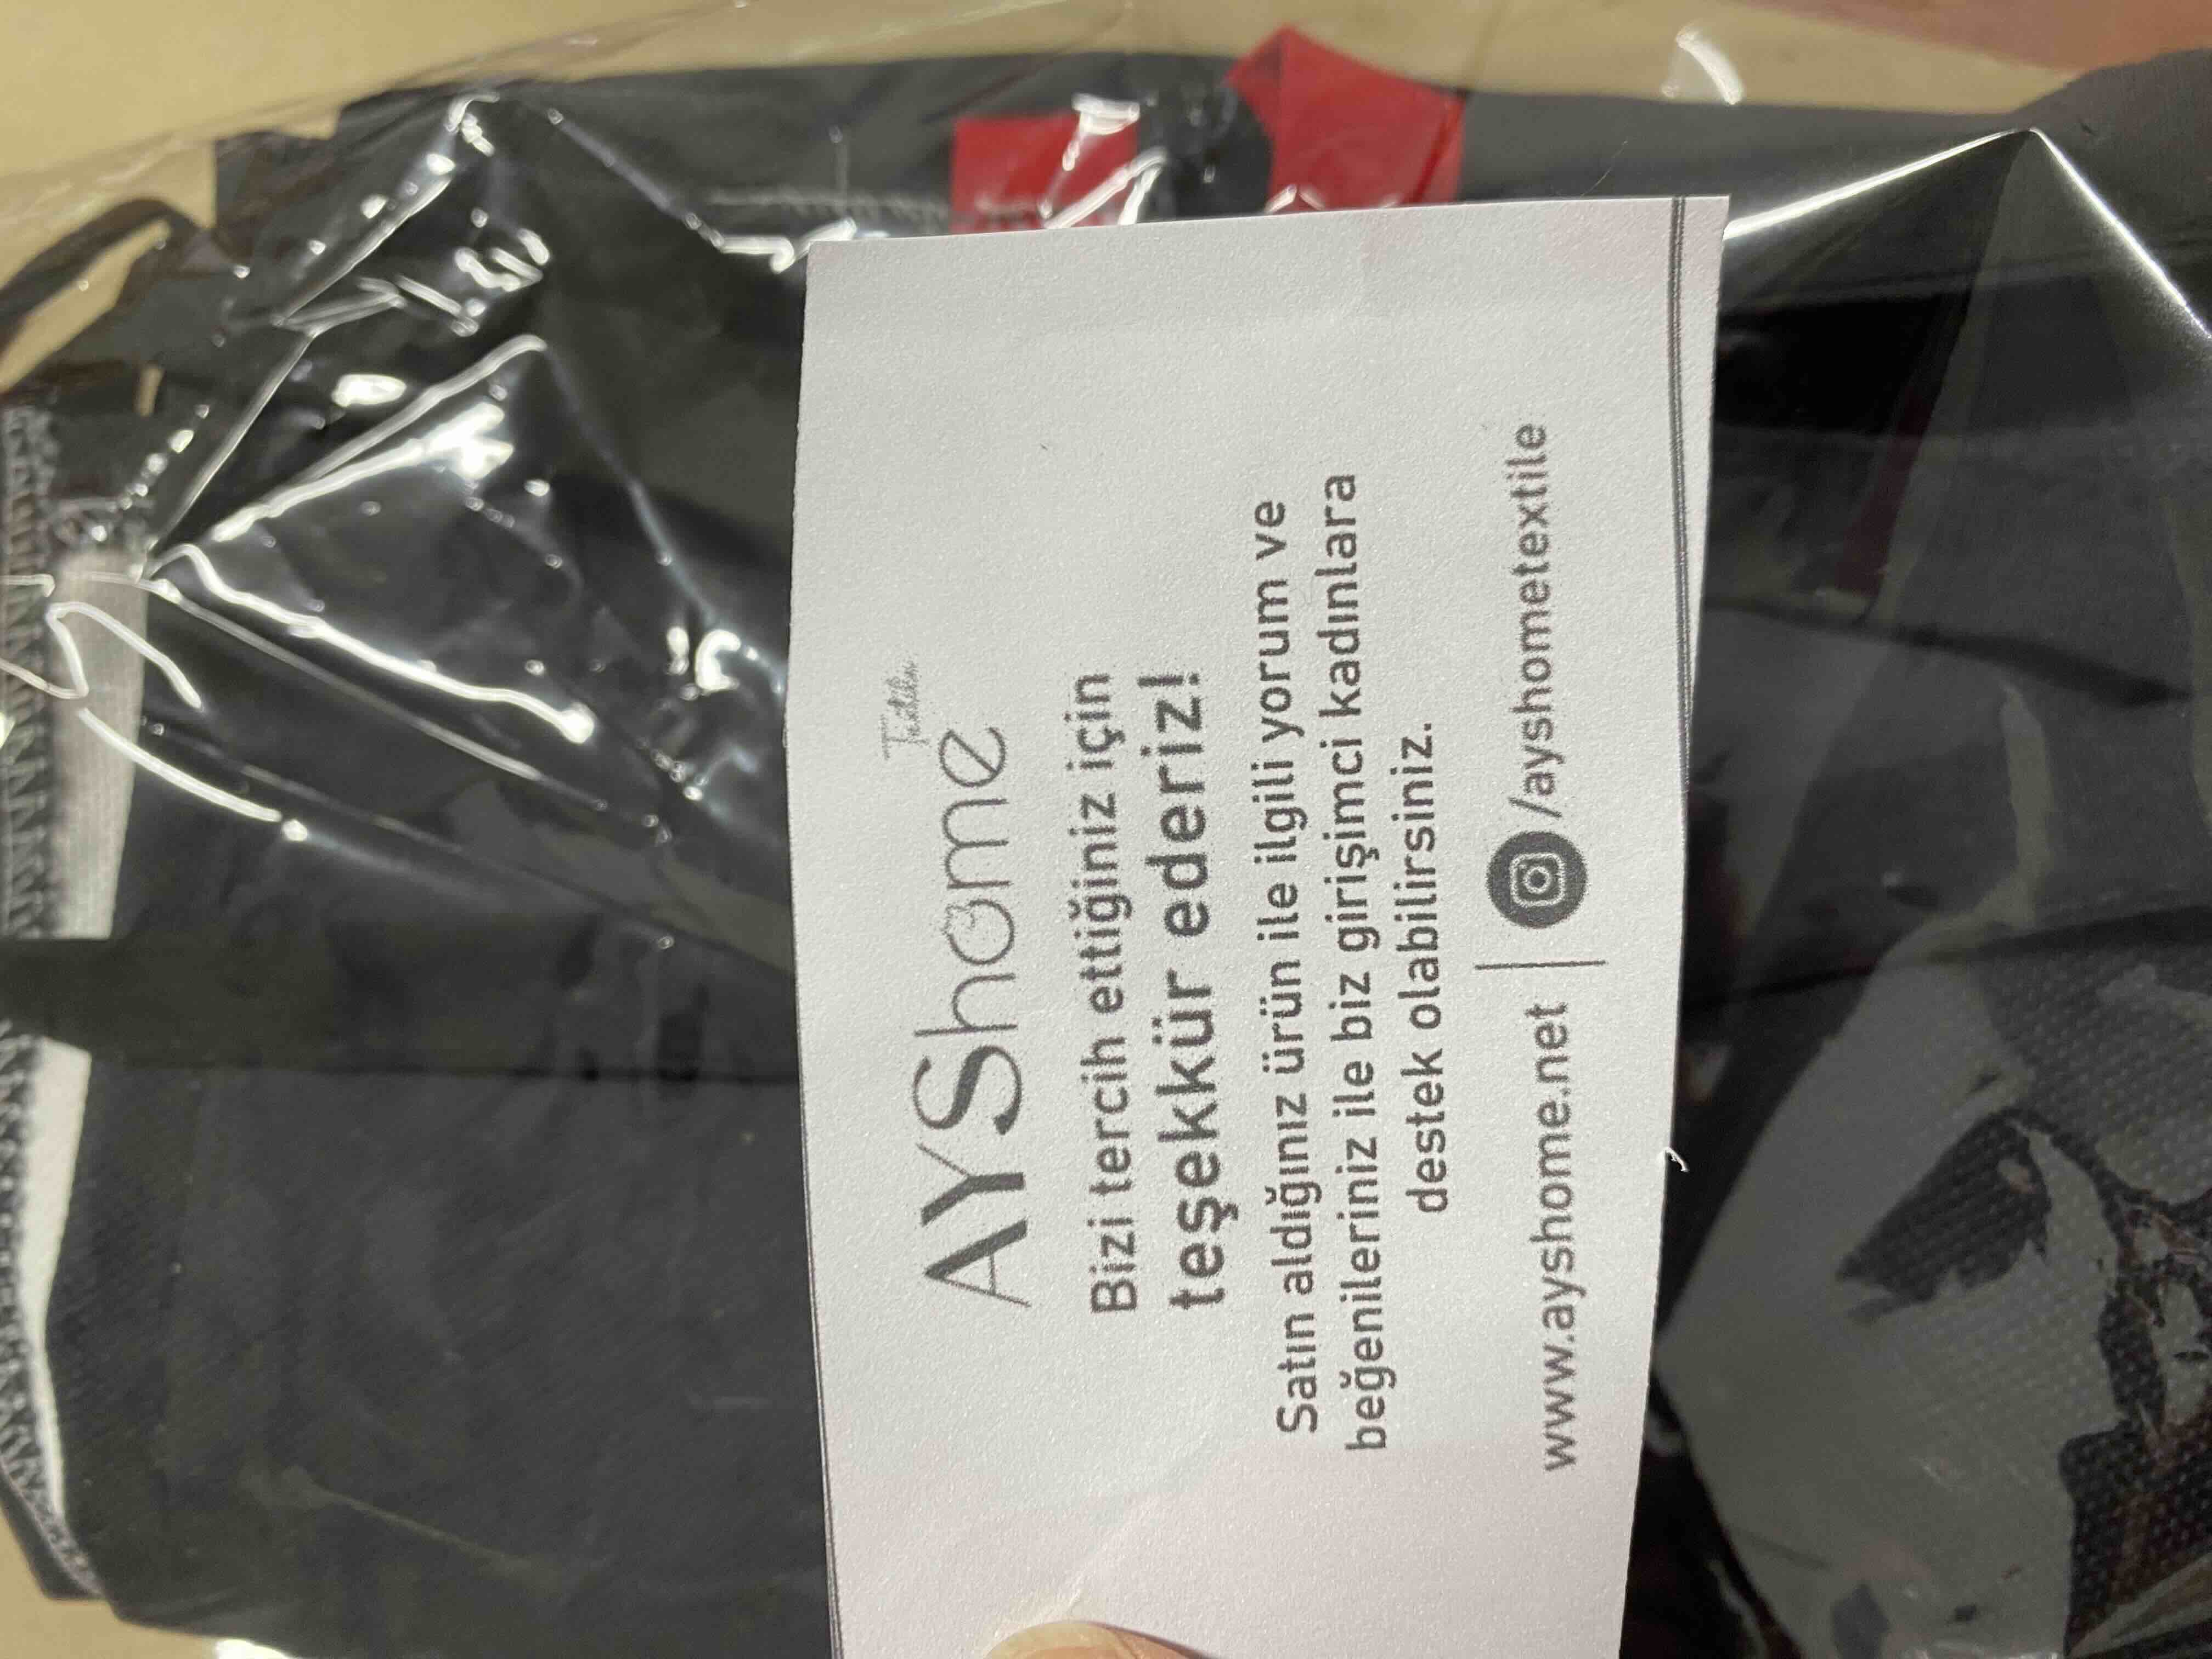 AYShome Textile
Bizi tercih ettiğiniz için
teşekkür ederiz!
Satın aldığınız ürün ile ilgili yorum ve
beğenileriniz ile biz girişimci kadınlara
destek olabilirsiniz.
www.ayshome.net | /ayshometextile